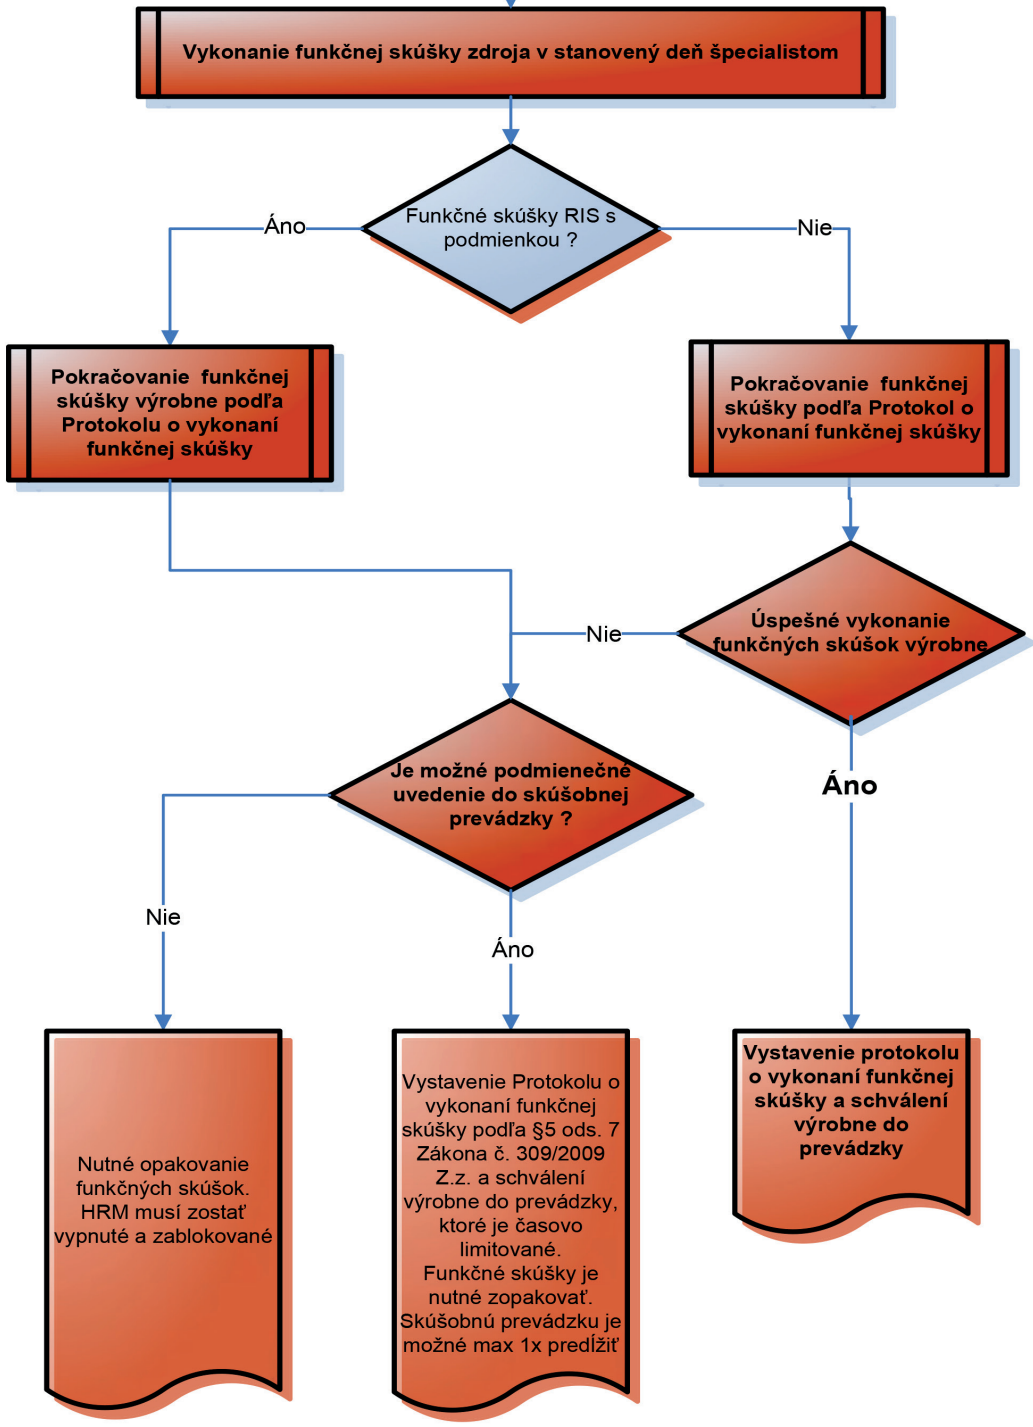 Vykonanie funkčnej skúšky zdroja v stanovený deň špecialistom
Funkčné skúšky RIS s
podmienkou ?
Áno
Nie
Pokračovanie funkčnej
skúšky výrobne podľa
Protokolu o vykonaní
funkčnej skúšky
Pokračovanie funkčnej
skúšky podľa Protokol o
vykonaní funkčnej skúšky
Úspešné vykonanie
funkčných skúšok výrobne
Nie
Áno
Je možné podmienečné
uvedenie do skúšobnej
prevádzky ?
Nie
Áno
Nutné opakovanie
funkčných skúšok.
HRM musí zostať
vypnuté a zablokované
Vystavenie Protokolu o
vykonaní funkčnej
skúšky podľa §5 ods. 7
Zákona č. 309/2009
Z.z. a schválení
výrobne do prevádzky,
ktoré je časovo
limitované.
Funkčné skúšky je
nutné zopakovať.
Skúšobnú prevádzku je
možné max 1x predĺžiť
Vystavenie protokolu
o vykonaní funkčnej
skúšky a schválení
výrobne do
prevádzky